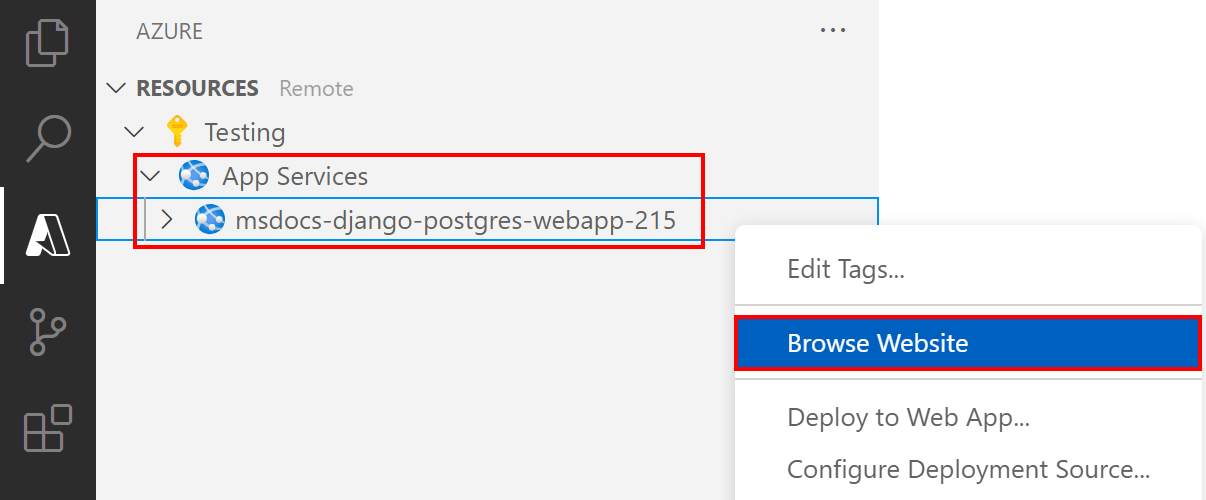 AZURE
RESOURCES Remote
Testing
App Services
msdocs-django-postgres-webapp-215
Edit Tags...
Browse Website
Deploy to Web App...
Configure Deployment Source...